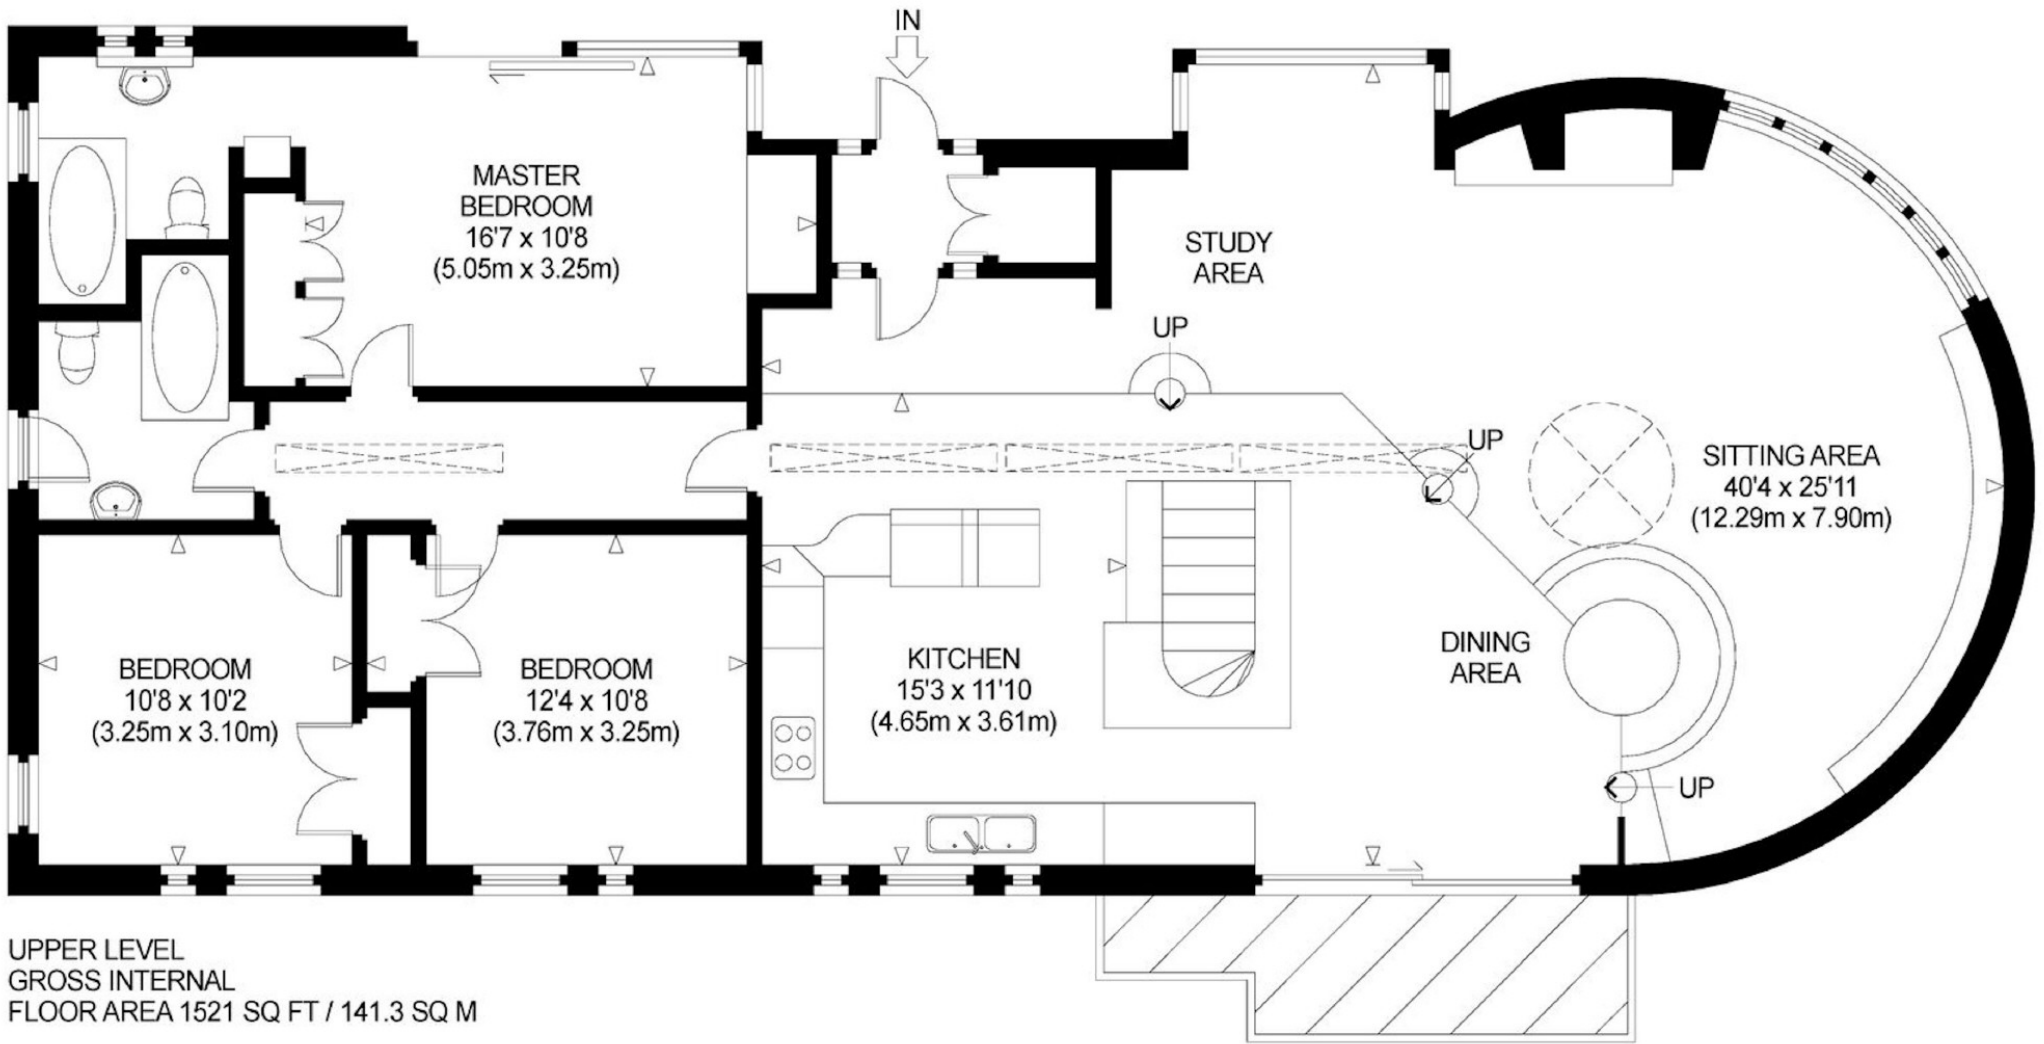 IN
MASTER
BEDROOM
16'7 x 10'8
(5.05m x 3.25m)
STUDY
AREA
UP
UP
SITTING AREA
40'4 x 25'11
(12.29m x 7.90m)
DINING
AREA
KITCHEN
15'3 x 11'10
(4.65m x 3.61m)
BEDROOM
10'8 x 10'2
(3.25m x 3.10m)
BEDROOM
12'4 x 10'8
(3.76m x 3.25m)
UP
UPPER LEVEL
GROSS INTERNAL
FLOOR AREA 1521 SQ FT / 141.3 SQ M